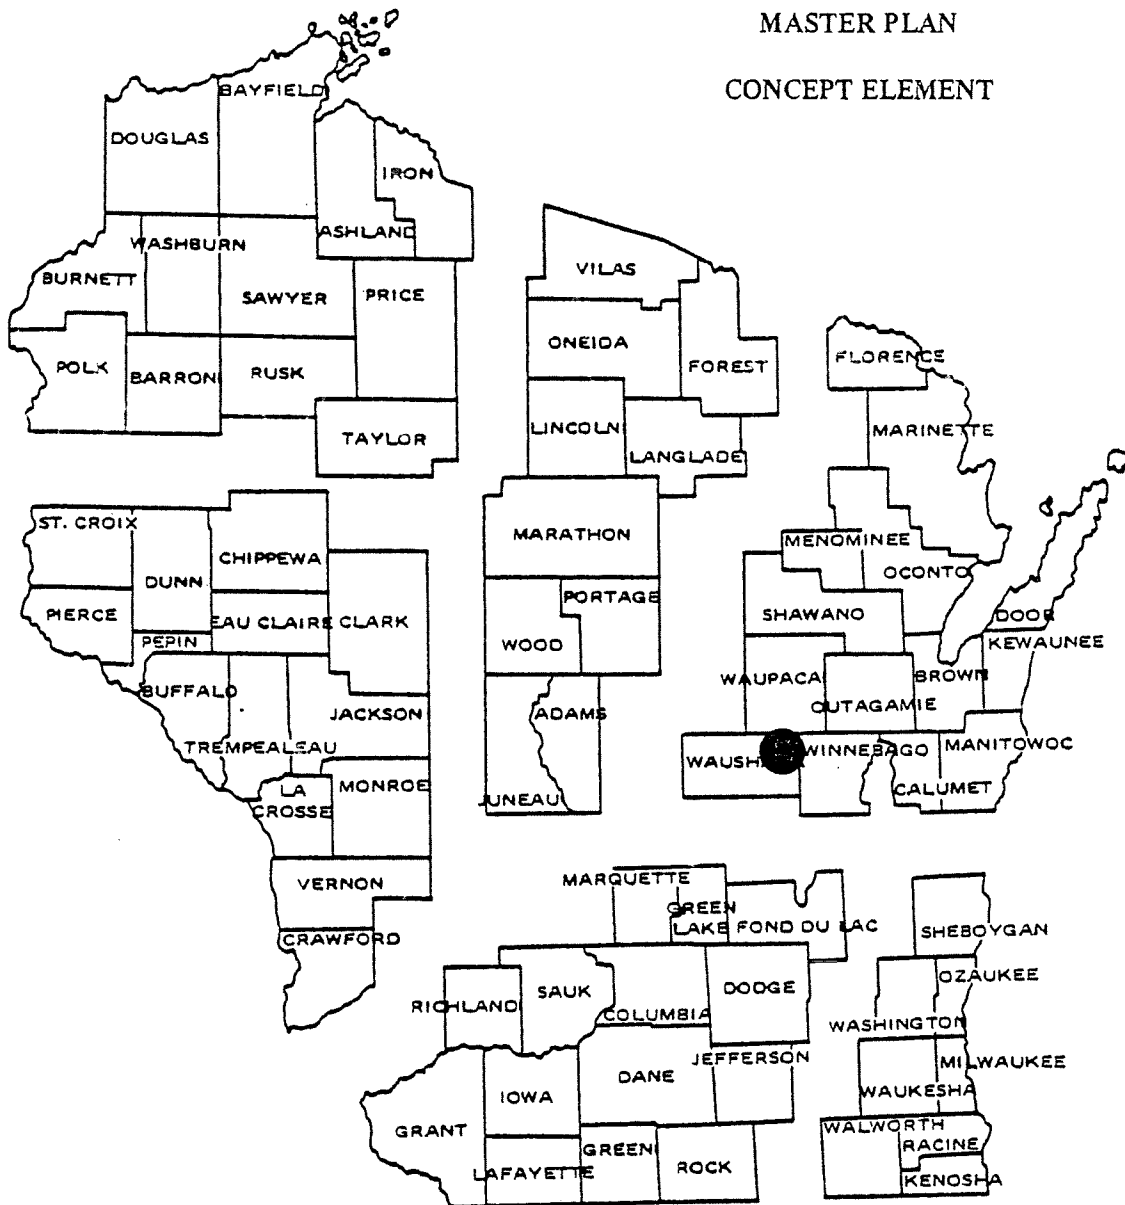 MASTER PLAN
CONCEPT ELEMENT
BAYFIELD
DOUGLAS
IRON
ASHLAND
WASHBURN
BURNETT
SAWYER
PRICE
POLK
BARRON
RUSK
TAYLOR
VILAS
ONEIDA
FOREST
LINCOLN
LANGLADE
FLORENCE
MARINETTE
ST. CROIX
CHIPPEWA
DUNN
PIERCE
EAU CLAIRE
CLARK
PEPIN
BUFFALO
JACKSON
TREMPEALEAU
MONROE
LA
CROSSE
VERNON
CRAWFORD
MARATHON
PORTAGE
WOOD
ADAMS
JUNEAU
MENOMINEE
OCONTO
SHAWANO
DOOR
KEWAUNEE
WAUPACA
BROWN
OUTAGAMIE
WAUSH
WINNEBAGO
MANITOWOC
CALUMET
MARQUETTE
GREEN
LAKE
FOND DU LAC
SHEBOYGAN
SAUK
DODGE
OZAUKEE
RICHLAND
COLUMBIA
WASHINGTON
JEFFERSON
MILWAUKEE
DANE
WAUKESHA
IOWA
GRANT
WALWORTH
RACINE
LAFAYETTE
GREEN
ROCK
KENOSHA